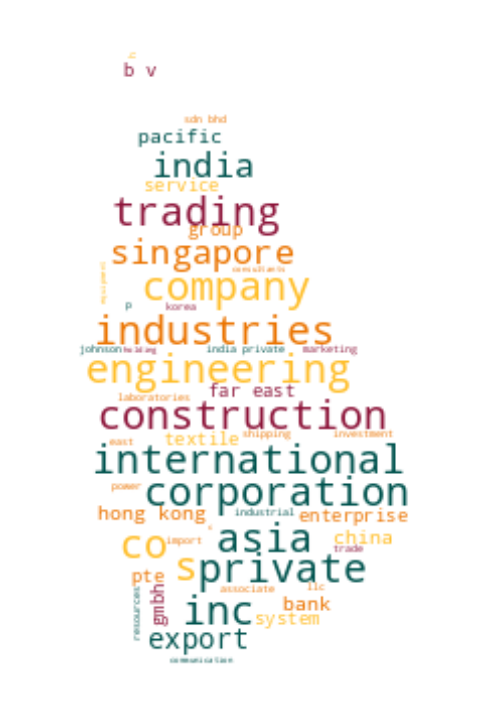 b v
sdn bhd
pacific
india
service
trading
group
singapore
consultants
equipment
company
p korea
industries
johnson holding india private marketing
engineering
far east
laboratories
construction
textile shipping investment
east
international
power corporation
hong kong industrial enterprise
s
co import asia china
trade
pte s private
resources gmbh associate llc
inc bank
system
export
communication